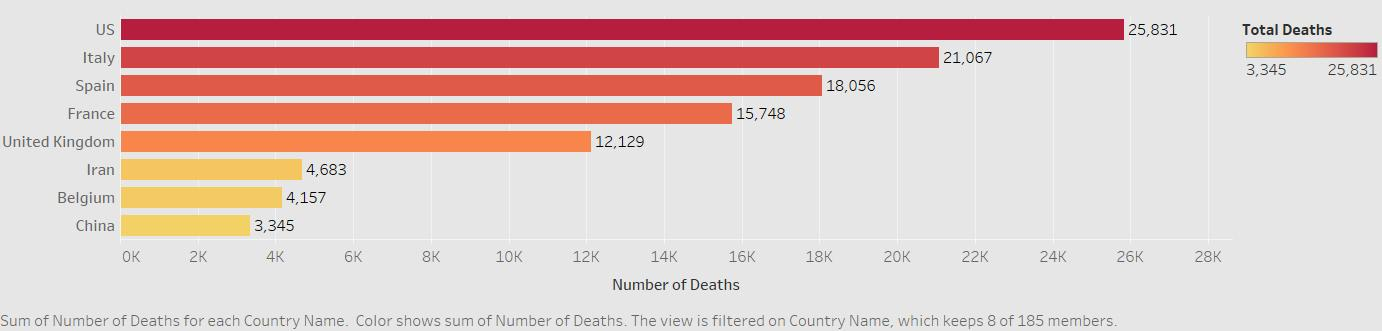 US 25,831
Italy 21,067
Spain 18,056
France 15,748
United Kingdom 12,129
Iran 4,683
Belgium 4,157
China 3,345
0K 2K 4K 6K 8K 10K 12K 14K 16K 18K 20K 22K 24K 26K 28K
Number of Deaths
Total Deaths
3,345 25,831
Sum of Number of Deaths for each Country Name. Color shows sum of Number of Deaths. The view is filtered on Country Name, which keeps 8 of 185 members.